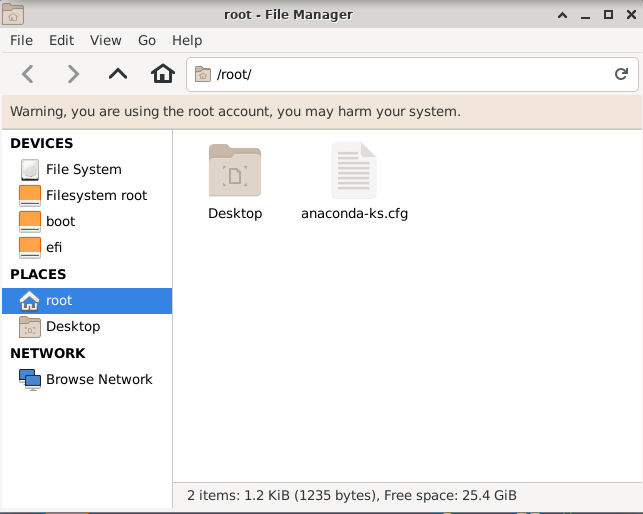 root - File Manager
File Edit View Go Help
/root/
Warning, you are using the root account, you may harm your system.
DEVICES
File System
Filesystem root
boot
efi
PLACES
root
Desktop
NETWORK
Browse Network
Desktop
anaconda-ks.cfg
2 items: 1.2 KiB (1235 bytes), Free space: 25.4 GiB